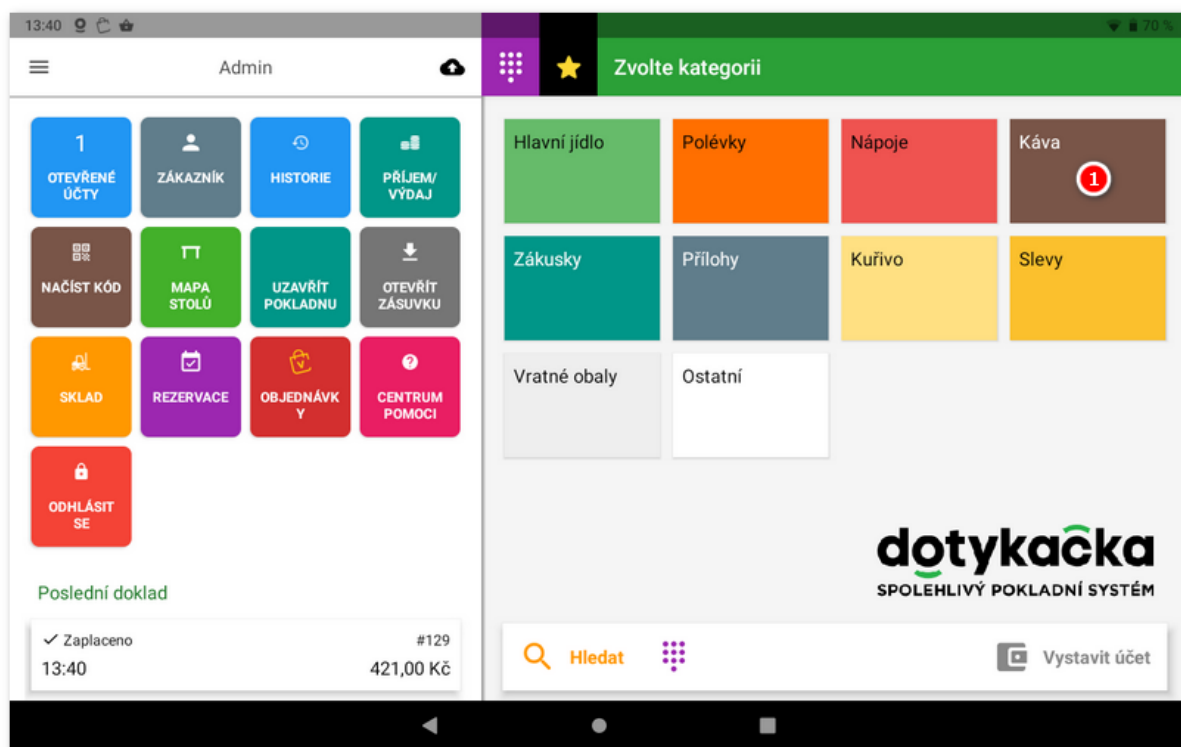 13:40
70 %
Admin
Zvolte kategorii
1
OTEVŘENÉ
ÚČTY
ZÁKAZNÍK
HISTORIE
PŘÍJEM/
VÝDAJ
NAČÍST KÓD
MAPA
STOLŮ
UZAVŘÍT
POKLADNU
OTEVŘÍT
ZÁSUVKU
SKLAD
REZERVACE
OBJEDNÁVK
Y
CENTRUM
POMOCI
ODHLÁSIT
SE
Poslední doklad
Zaplaceno #129
13:40 421,00 Kč
Hlavní jídlo
Polévky
Nápoje
Káva
1
Zákusky
Přílohy
Kuřivo
Slevy
Vratné obaly
Ostatní
dotykačka
SPOLEHLIVÝ POKLADNÍ SYSTÉM
Hledat
Vystavit účet